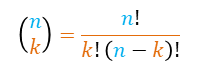 (n k) = n! / k! (n − k)!